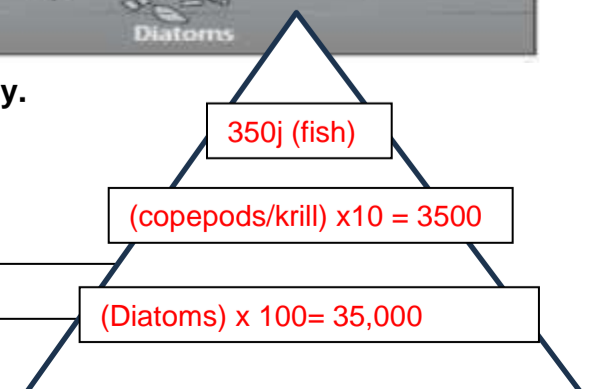 Diatoms
y.
350j (fish)
(copepods/krill) x10 = 3500
(Diatoms) x 100= 35,000